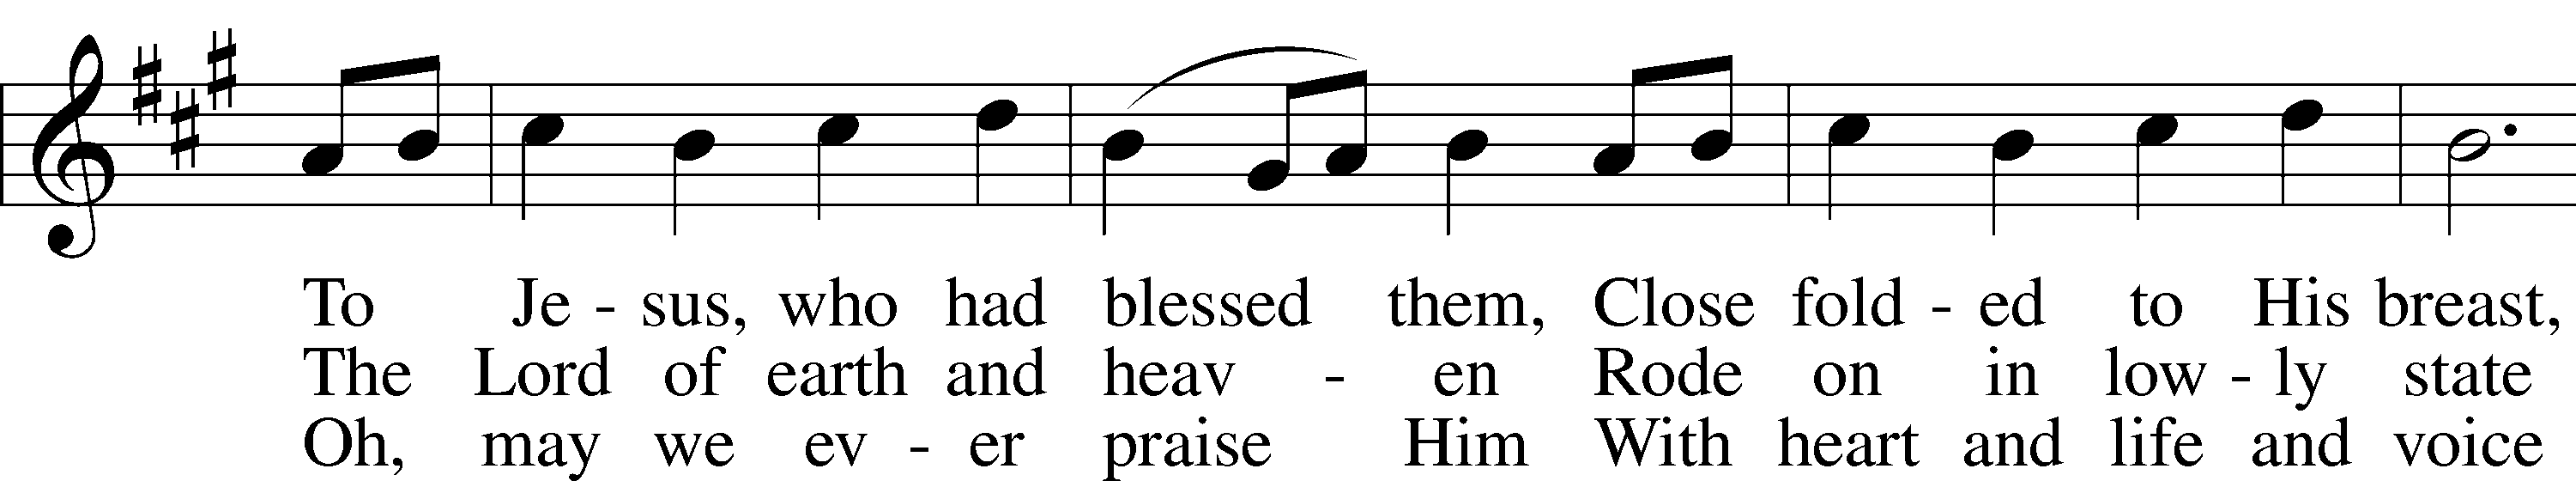 To Je - sus, who had blessed them, Close fold - ed to His breast,
The Lord of earth and heav - en Rode on in low - ly state
Oh, may we ev - er praise Him With heart and life and voice